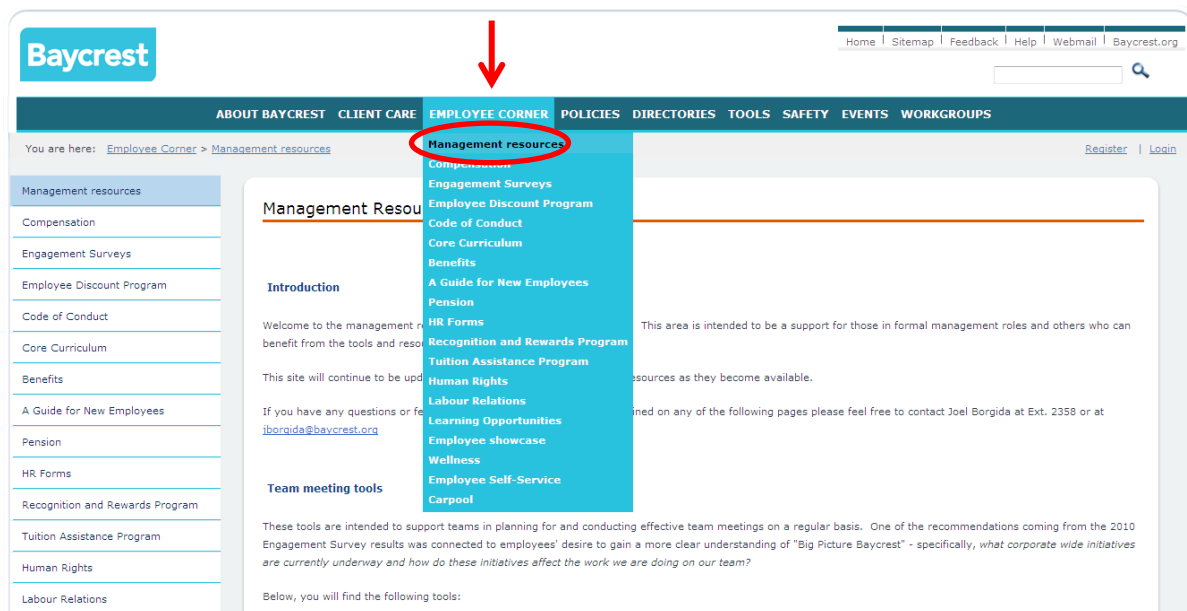 Baycrest
Home | Sitemap | Feedback | Help | Webmail | Baycrest.org
ABOUT BAYCREST CLIENT CARE EMPLOYEE CORNER POLICIES DIRECTORIES TOOLS SAFETY EVENTS WORKGROUPS
You are here: Employee Corner > Management resources
Register | Login
Management resources
Compensation
Engagement Surveys
Employee Discount Program
Code of Conduct
Core Curriculum
Benefits
A Guide for New Employees
Pension
HR Forms
Recognition and Rewards Program
Tuition Assistance Program
Human Rights
Labour Relations
Management resources
Compensation
Engagement Surveys
Employee Discount Program
Code of Conduct
Core Curriculum
Benefits
A Guide for New Employees
Pension
HR Forms
Recognition and Rewards Program
Tuition Assistance Program
Human Rights
Labour Relations
Learning Opportunities
Employee showcase
Wellness
Employee Self-Service
Carpool
Management Resou
Introduction
Welcome to the management r This area is intended to be a support for those in formal management roles and others who can
benefit from the tools and reso
This site will continue to be upd esources as they become available.
If you have any questions or fe ined on any of the following pages please feel free to contact Joel Borgida at Ext. 2358 or at
jborgida@baycrest.org
Team meeting tools
These tools are intended to support teams in planning for and conducting effective team meetings on a regular basis. One of the recommendations coming from the 2010
Engagement Survey results was connected to employees' desire to gain a more clear understanding of "Big Picture Baycrest" - specifically, what corporate wide initiatives
are currently underway and how do these initiatives affect the work we are doing on our team?
Below, you will find the following tools: